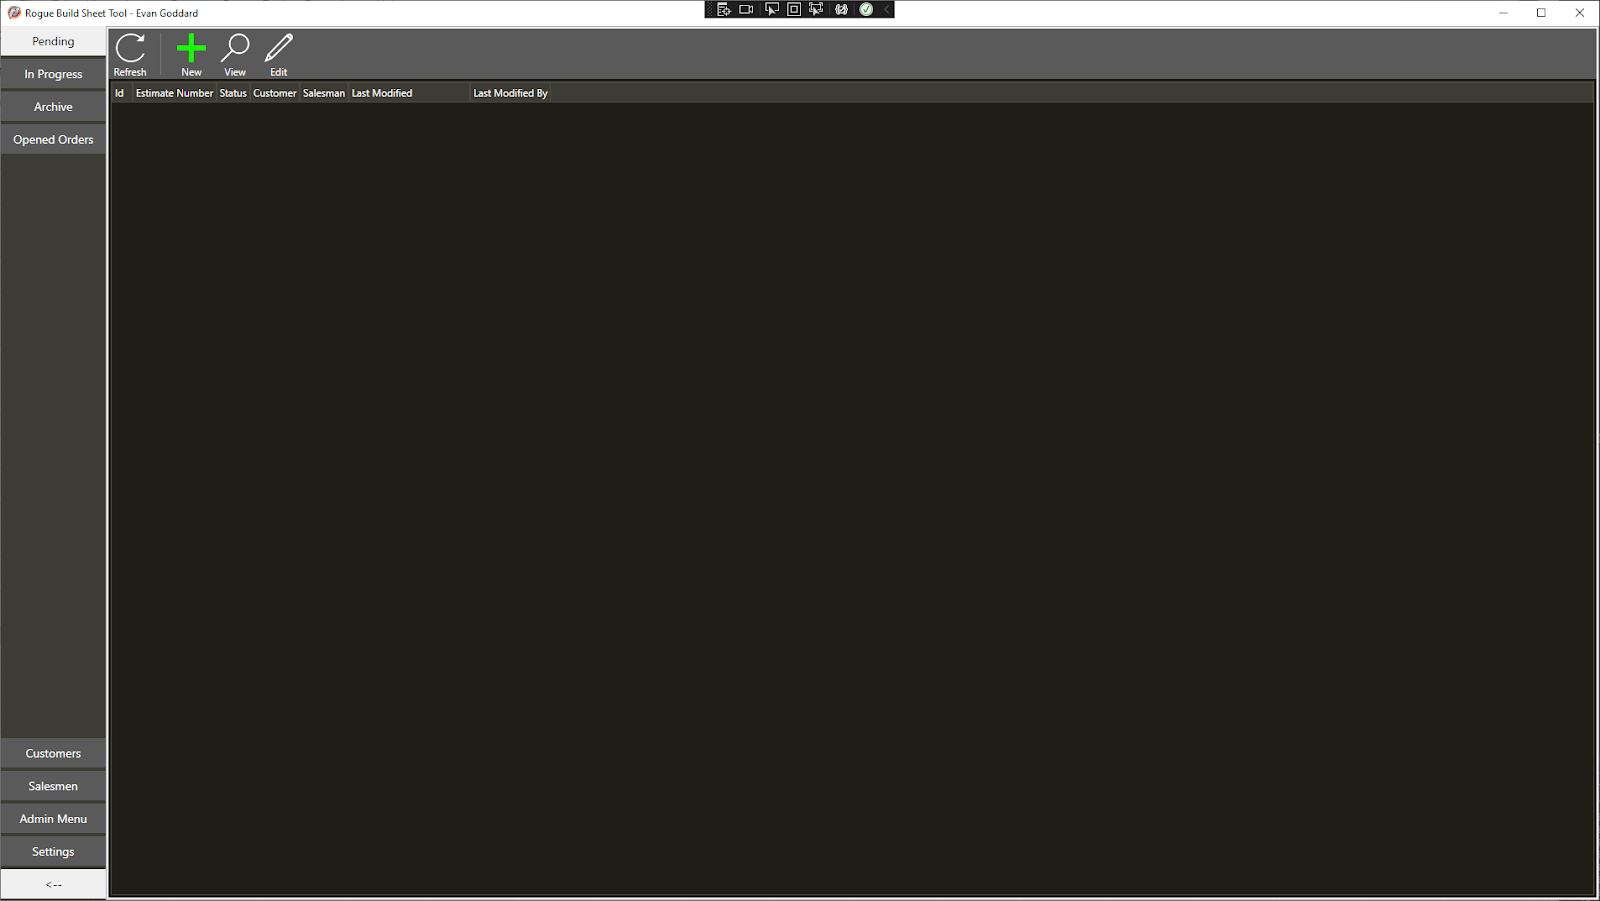 Rogue Build Sheet Tool - Evan Goddard
Pending
In Progress
Archive
Opened Orders
Refresh
New
View
Edit
Id Estimate Number Status Customer Salesman Last Modified Last Modified By
Customers
Salesmen
Admin Menu
Settings
<--